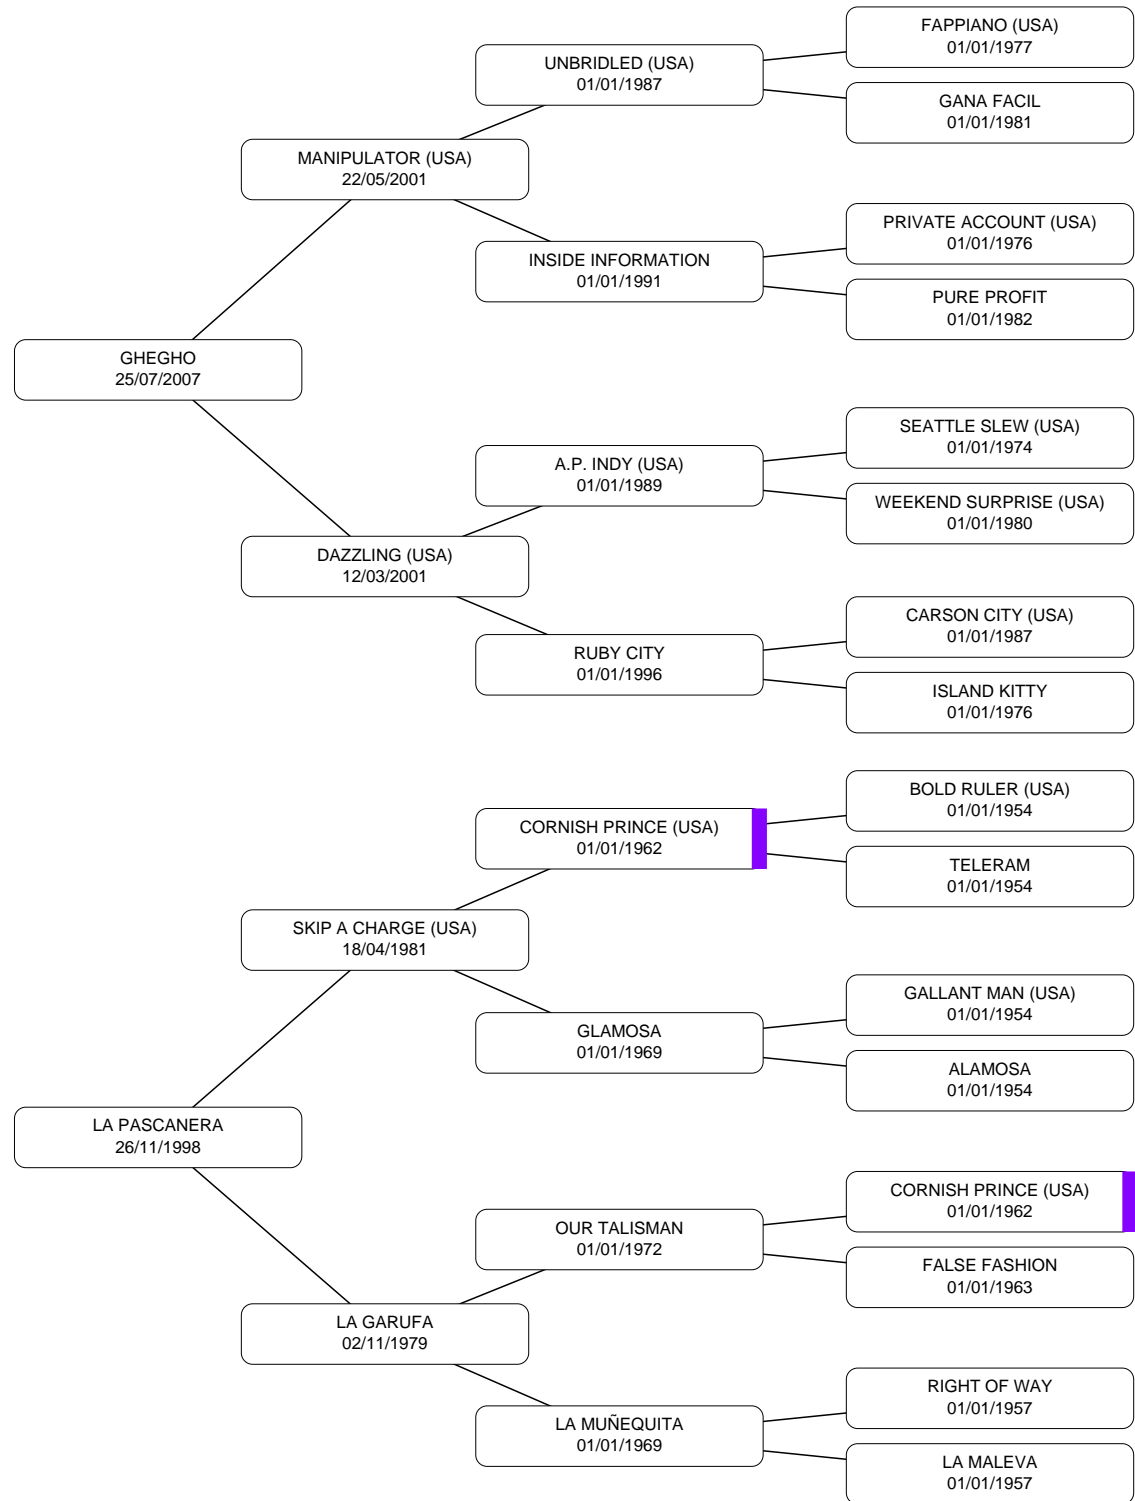 FAPPIANO (USA)
01/01/1977
UNBRIDLED (USA)
01/01/1987
GANA FACIL
01/01/1981
MANIPULATOR (USA)
22/05/2001
PRIVATE ACCOUNT (USA)
01/01/1976
INSIDE INFORMATION
01/01/1991
PURE PROFIT
01/01/1982
GHEGHO
25/07/2007
SEATTLE SLEW (USA)
01/01/1974
A.P. INDY (USA)
01/01/1989
WEEKEND SURPRISE (USA)
01/01/1980
DAZZLING (USA)
12/03/2001
CARSON CITY (USA)
01/01/1987
RUBY CITY
01/01/1996
ISLAND KITTY
01/01/1976
BOLD RULER (USA)
01/01/1954
CORNISH PRINCE (USA)
01/01/1962
TELERAM
01/01/1954
SKIP A CHARGE (USA)
18/04/1981
GALLANT MAN (USA)
01/01/1954
GLAMOSA
01/01/1969
ALAMOSA
01/01/1954
LA PASCANERA
26/11/1998
CORNISH PRINCE (USA)
01/01/1962
OUR TALISMAN
01/01/1972
FALSE FASHION
01/01/1963
LA GARUFA
02/11/1979
RIGHT OF WAY
01/01/1957
LA MUÑEQUITA
01/01/1969
LA MALEVA
01/01/1957